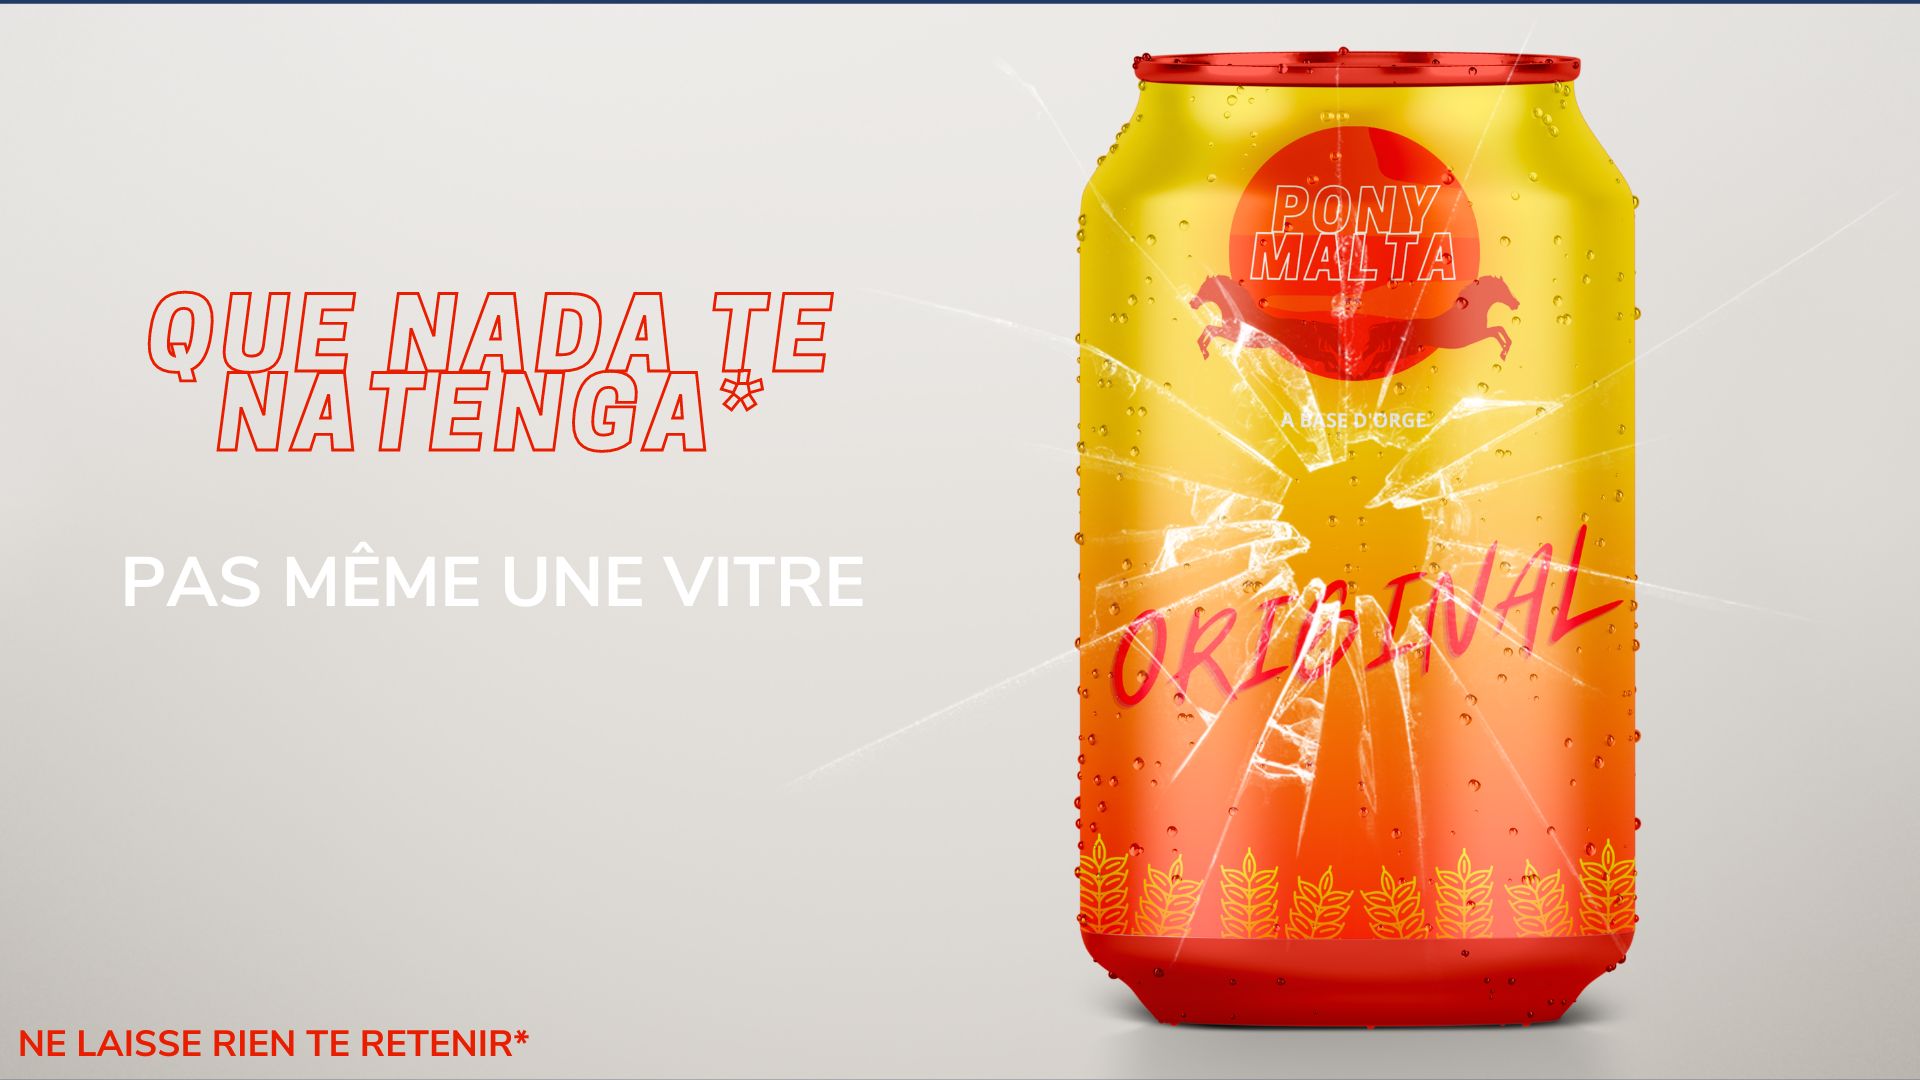 QUE NADA TE
NATENGA*
PAS MÊME UNE VITRE
NE LAISSE RIEN TE RETENIR*
PONY
MALTA
A BASE D'ORGE
ORIGINAL